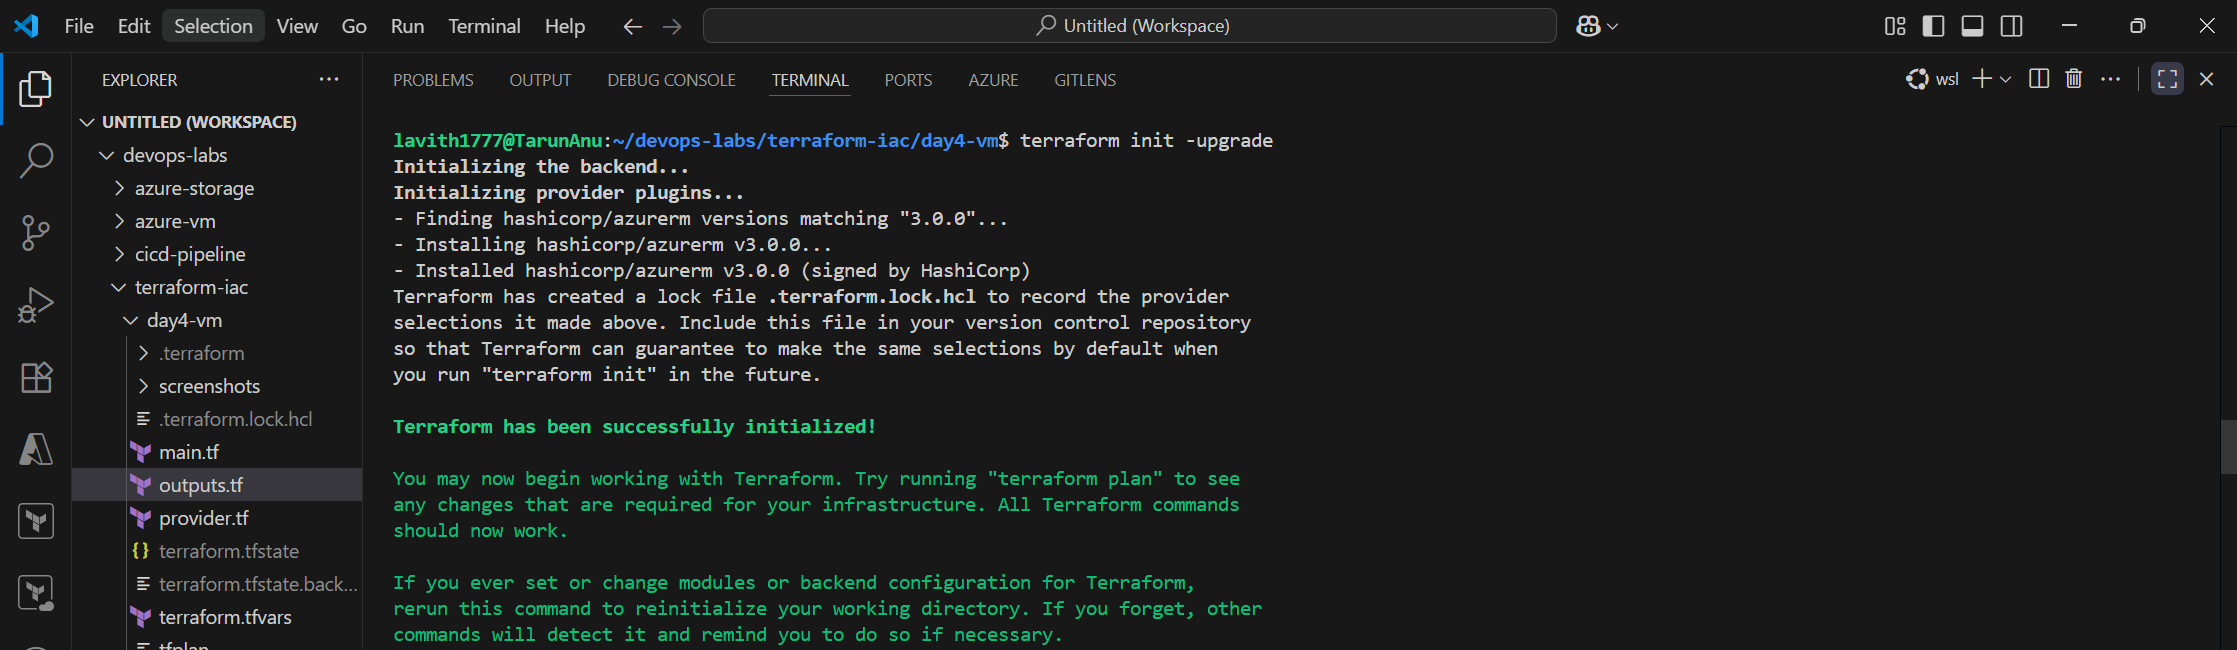 File Edit Selection View Go Run Terminal Help Untitled (Workspace)
EXPLORER
UNTITLED (WORKSPACE)
devops-labs
azure-storage
azure-vm
cicd-pipeline
terraform-iac
day4-vm
.terraform
screenshots
.terraform.lock.hcl
main.tf
outputs.tf
provider.tf
terraform.tfstate
terraform.tfstate.back...
terraform.tfvars
tfplan
PROBLEMS OUTPUT DEBUG CONSOLE TERMINAL PORTS AZURE GITLENS wsl
lavith1777@TarunAnu:~/devops-labs/terraform-iac/day4-vm$ terraform init -upgrade
Initializing the backend...
Initializing provider plugins...
- Finding hashicorp/azurerm versions matching "3.0.0"...
- Installing hashicorp/azurerm v3.0.0...
- Installed hashicorp/azurerm v3.0.0 (signed by HashiCorp)
Terraform has created a lock file .terraform.lock.hcl to record the provider
selections it made above. Include this file in your version control repository
so that Terraform can guarantee to make the same selections by default when
you run "terraform init" in the future.
Terraform has been successfully initialized!
You may now begin working with Terraform. Try running "terraform plan" to see
any changes that are required for your infrastructure. All Terraform commands
should now work.
If you ever set or change modules or backend configuration for Terraform,
rerun this command to reinitialize your working directory. If you forget, other
commands will detect it and remind you to do so if necessary.